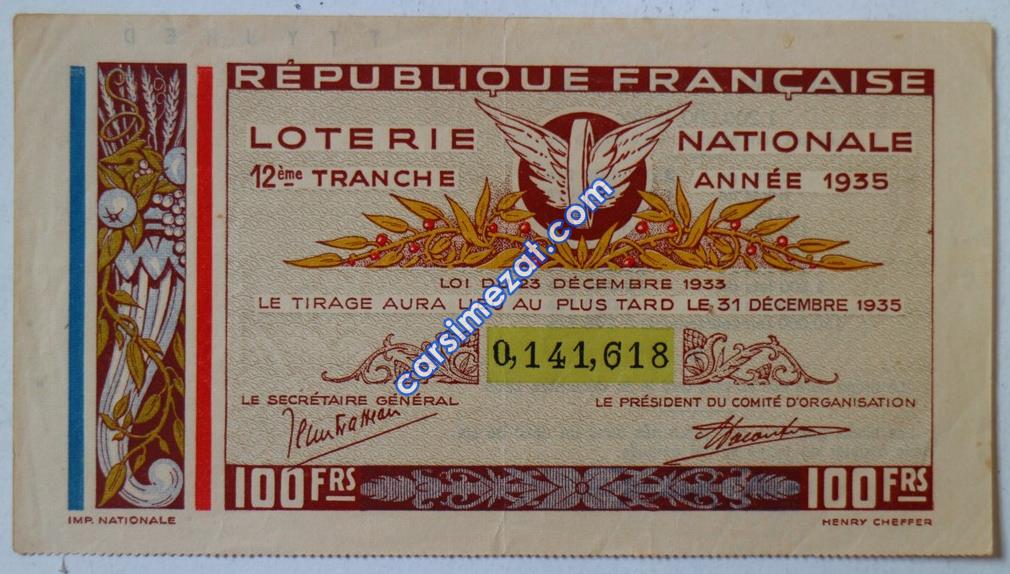 RÉPUBLIQUE FRANÇAISE
LOTERIE NATIONALE
12ème TRANCHE ANNÉE 1935
LOI DU 23 DÉCEMBRE 1933
LE TIRAGE AURA LIEU AU PLUS TARD LE 31 DÉCEMBRE 1935
0,141,618
LE SECRÉTAIRE GÉNÉRAL LE PRÉSIDENT DU COMITÉ D'ORGANISATION
100 FRS 100 FRS
IMP. NATIONALE HENRY CHEFFER
carsimezat.com